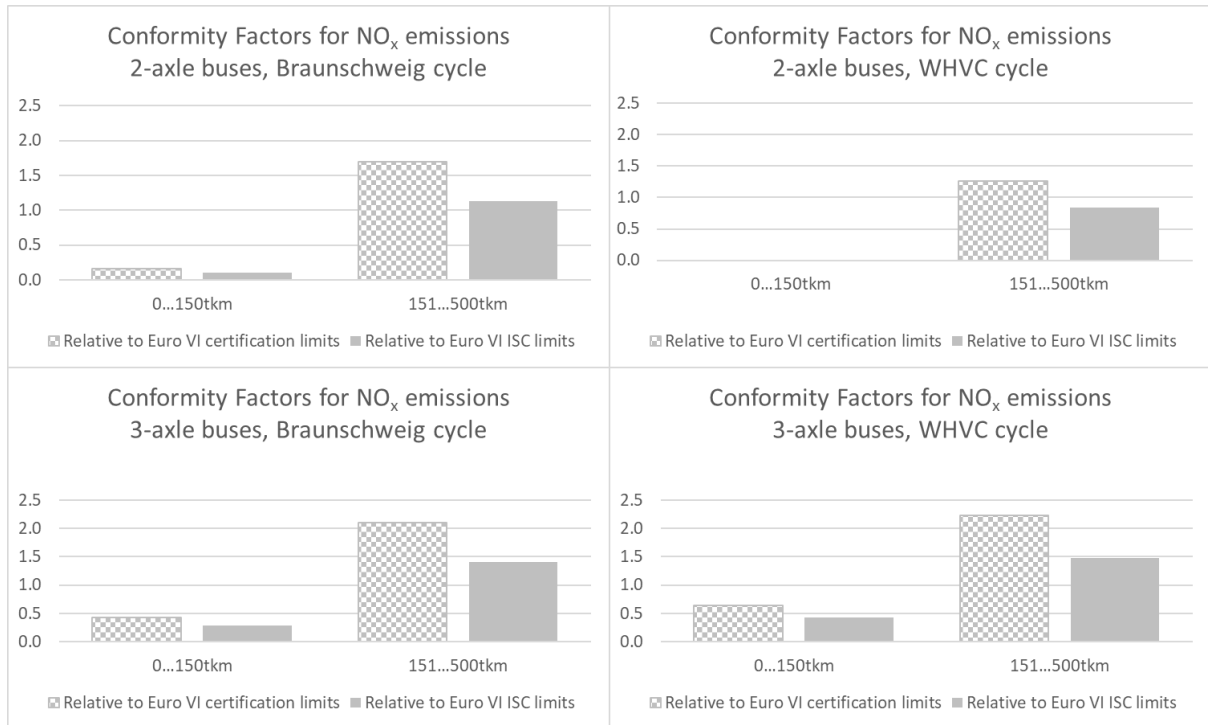 Conformity Factors for NOx emissions
2-axle buses, Braunschweig cycle
2.5
2.0
1.5
1.0
0.5
0.0
0...150tkm 151...500tkm
Relative to Euro VI certification limits Relative to Euro VI ISC limits
Conformity Factors for NOx emissions
2-axle buses, WHVC cycle
2.5
2.0
1.5
1.0
0.5
0.0
0...150tkm 151...500tkm
Relative to Euro VI certification limits Relative to Euro VI ISC limits
Conformity Factors for NOx emissions
3-axle buses, Braunschweig cycle
2.5
2.0
1.5
1.0
0.5
0.0
0...150tkm 151...500tkm
Relative to Euro VI certification limits Relative to Euro VI ISC limits
Conformity Factors for NOx emissions
3-axle buses, WHVC cycle
2.5
2.0
1.5
1.0
0.5
0.0
0...150tkm 151...500tkm
Relative to Euro VI certification limits Relative to Euro VI ISC limits